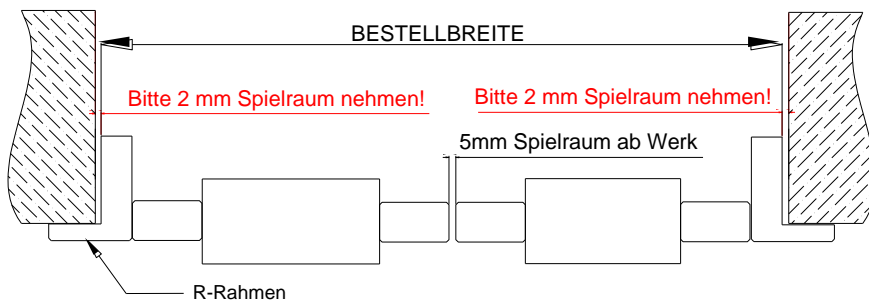 BESTELLBREITE
Bitte 2 mm Spielraum nehmen!
Bitte 2 mm Spielraum nehmen!
5mm Spielraum ab Werk
R-Rahmen